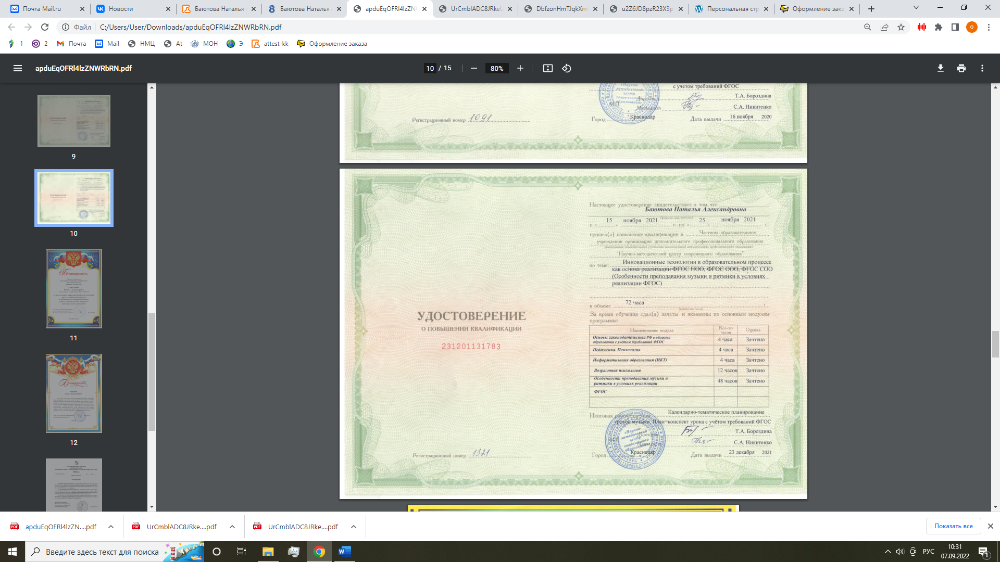 Почта Mail.ru
Новости
Баютова Наталья
Баютова Наталья
apduEqOFRl4lzZN
UrCmblADC8JRke
DbfzonHmTJqkXrn
u2Z6JD8pzR23X3p
Персональная стр
Оформление зака
Файл
C:/Users/User/Downloads/apduEqOFRl4lzZNWRbRN.pdf
1
2
Почта
Mail
НМЦ
At
МОН
Э
attest-kk
Оформление заказа
apduEqOFRl4lzZNWRbRN.pdf
10 / 15
80%
9
10
11
12
с учетом требований ФГОС
Директор
Т.А. Бороздина
М.П.
Методист
С.А. Никитенко
Регистрационный номер 1091
Город Краснодар
Дата выдачи 16 ноября 2020
УДОСТОВЕРЕНИЕ
О ПОВЫШЕНИИ КВАЛИФИКАЦИИ
231201131783
Регистрационный номер 1321
Настоящее удостоверение свидетельствует о том, что
Баютова Наталья Александровна
с « 15 » ноября 2021 г. по « 25 » ноября 2021 г.
прошел(а) повышение квалификации в Частном образовательном
учреждении организации дополнительного профессионального образования
"Научно-методический центр современного образования"
по теме: Инновационные технологии в образовательном процессе
как основа реализации ФГОС НОО, ФГОС ООО, ФГОС СОО
(Особенности преподавания музыки и ритмики в условиях
реализации ФГОС)
в объеме 72 часа
(количество часов)
За время обучения сдал(а) зачеты и экзамены по основным модулям
программы:
Наименование модуля
Кол-во часов
Оценка
Основы законодательства РФ в области
образования с учётом требований ФГОС
4 часа
Зачтено
Педагогика. Психология
4 часа
Зачтено
Информатизация образования (ИКТ)
4 часа
Зачтено
Возрастная психология
12 часов
Зачтено
Особенности преподавания музыки и
ритмики в условиях реализации
48 часов
Зачтено
ФГОС
Итоговая работа по теме: Календарно-тематическое планирование
уроков музыки. План-конспект урока с учётом требований ФГОС
Т.А. Бороздина
С.А. Никитенко
Город Краснодар
Дата выдачи 23 декабря 2021
apduEqOFRl4lzZN....pdf
UrCmblADC8JRke....pdf
UrCmblADC8JRke....pdf
Показать все
Введите здесь текст для поиска
РУС
10:31
07.09.2022
1